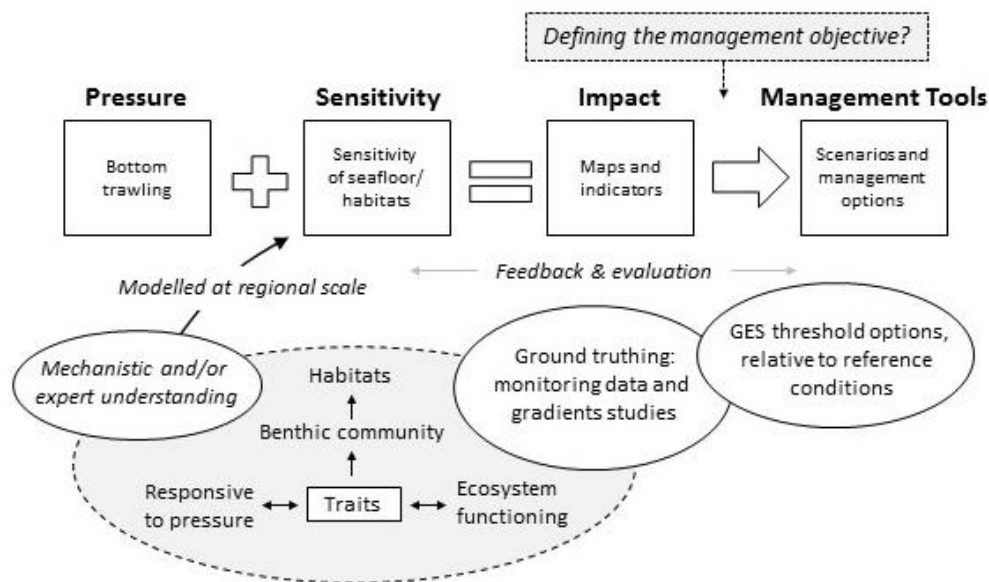 Defining the management objective?
Pressure
Sensitivity
Impact
Management Tools
Bottom
trawling
Sensitivity
of seafloor/
habitats
Maps and
indicators
Scenarios and
management
options
Modelled at regional scale
Feedback & evaluation
Mechanistic and/or
expert understanding
Habitats
Benthic community
Responsive
to pressure
Traits
Ecosystem
functioning
Ground truthing:
monitoring data and
gradients studies
GES threshold options,
relative to reference
conditions